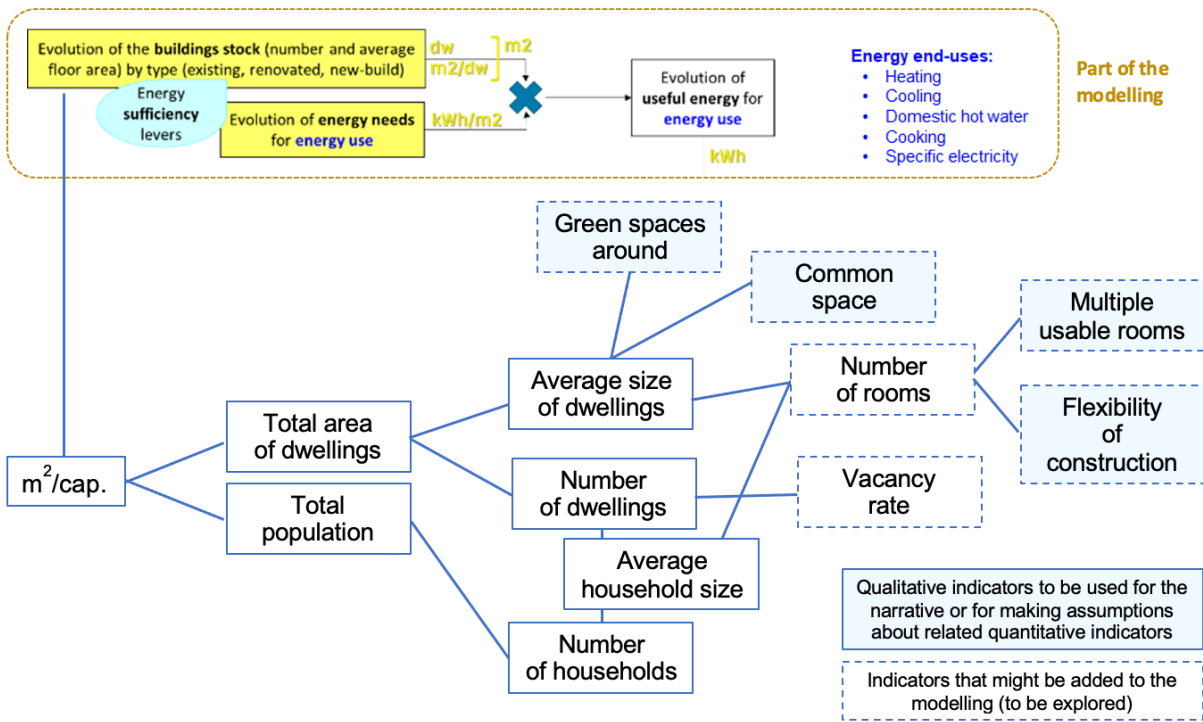 Evolution of the buildings stock (number and average
floor area) by type (existing, renovated, new-build)
dw
m2/dw
m2
Energy
sufficiency
levers
Evolution of energy needs
for energy use
kWh/m2
Evolution of
useful energy for
energy use
kWh
Energy end-uses:
• Heating
• Cooling
• Domestic hot water
• Cooking
• Specific electricity
Part of the
modelling
Green spaces
around
Common
space
Multiple
usable rooms
Average size
of dwellings
Number
of rooms
Flexibility
of
construction
Total area
of dwellings
m²/cap.
Number
of dwellings
Vacancy
rate
Total
population
Average
household size
Number
of households
Qualitative indicators to be used for the
narrative or for making assumptions
about related quantitative indicators
Indicators that might be added to the
modelling (to be explored)